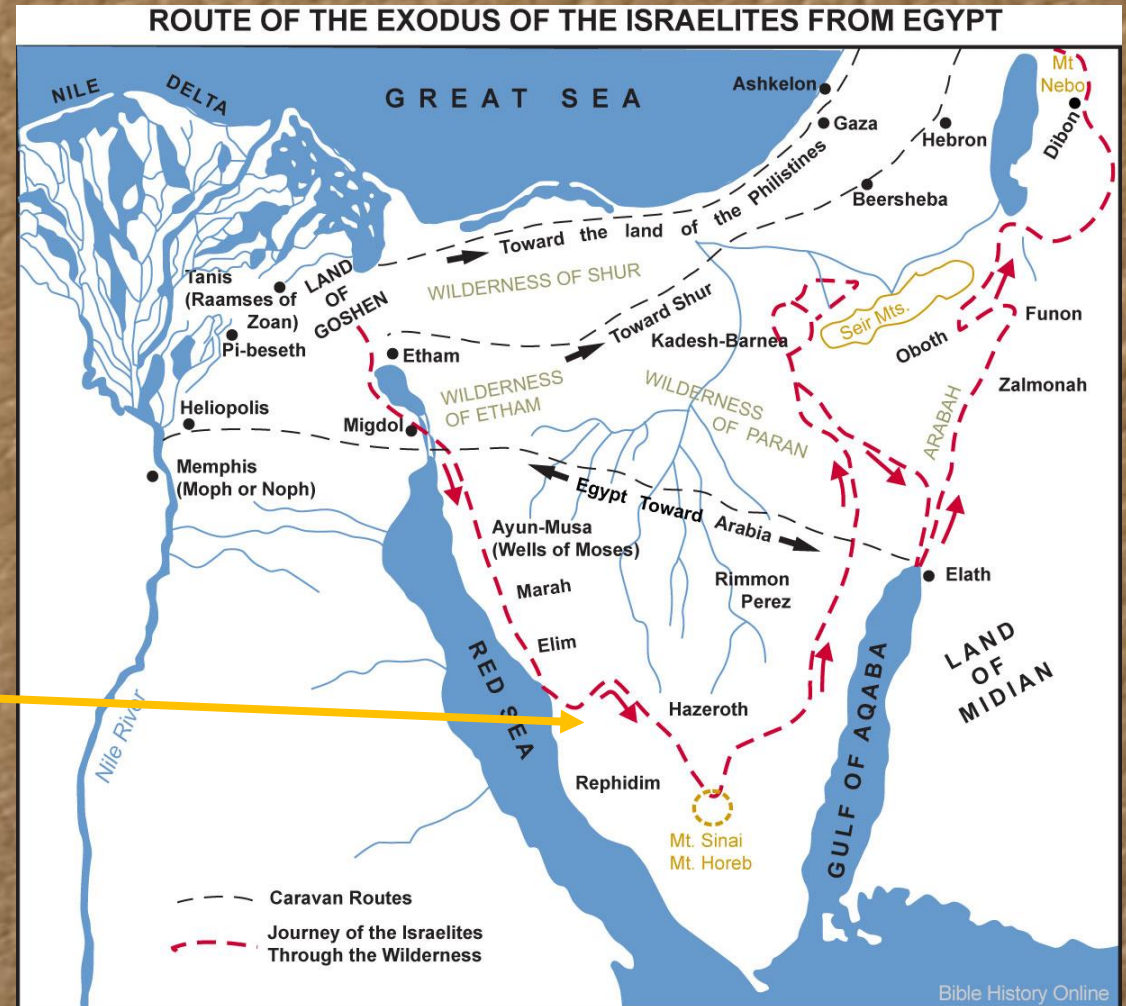 ROUTE OF THE EXODUS OF THE ISRAELITES FROM EGYPT
NILE DELTA
GREAT SEA
Ashkelon
Gaza
Hebron
Beersheba
Mt
Nebo
Dibon
Toward the land of the Philistines
WILDERNESS OF SHUR
Tanis
(Raamses of
Zoan)
LAND
OF
GOSHEN
Pi-beseth
Etham
Toward Shur
Kadesh-Barnea
Seir Mts.
Oboth
Funon
Zalmonah
WILDERNESS
OF ETHAM
WILDERNESS
OF PARAN
ARABAH
Heliopolis
Migdol
Memphis
(Moph or Noph)
Egypt Toward Arabia
Ayun-Musa
(Wells of Moses)
Marah
Elim
Rimmon
Perez
Elath
LAND
OF
MIDIAN
RED SEA
Hazeroth
GULF OF AQABA
Nile River
Rephidim
Mt. Sinai
Mt. Horeb
Caravan Routes
Journey of the Israelites
Through the Wilderness
Bible History Online